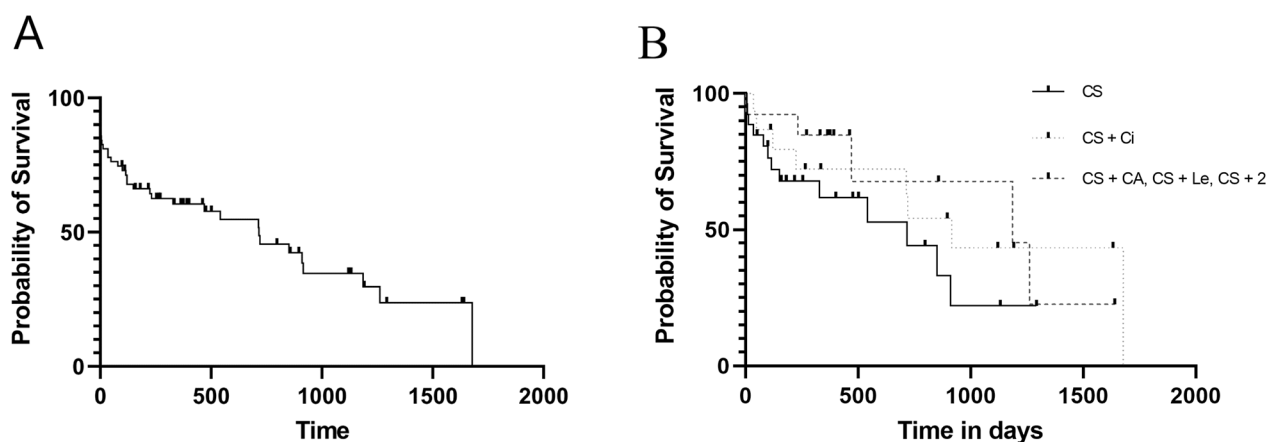 A
Probability of Survival
100
50
0
0 500 1000 1500 2000
Time
B
Probability of Survival
100
50
0
0 500 1000 1500 2000
Time in days
CS
CS + Ci
CS + CA, CS + Le, CS + 2